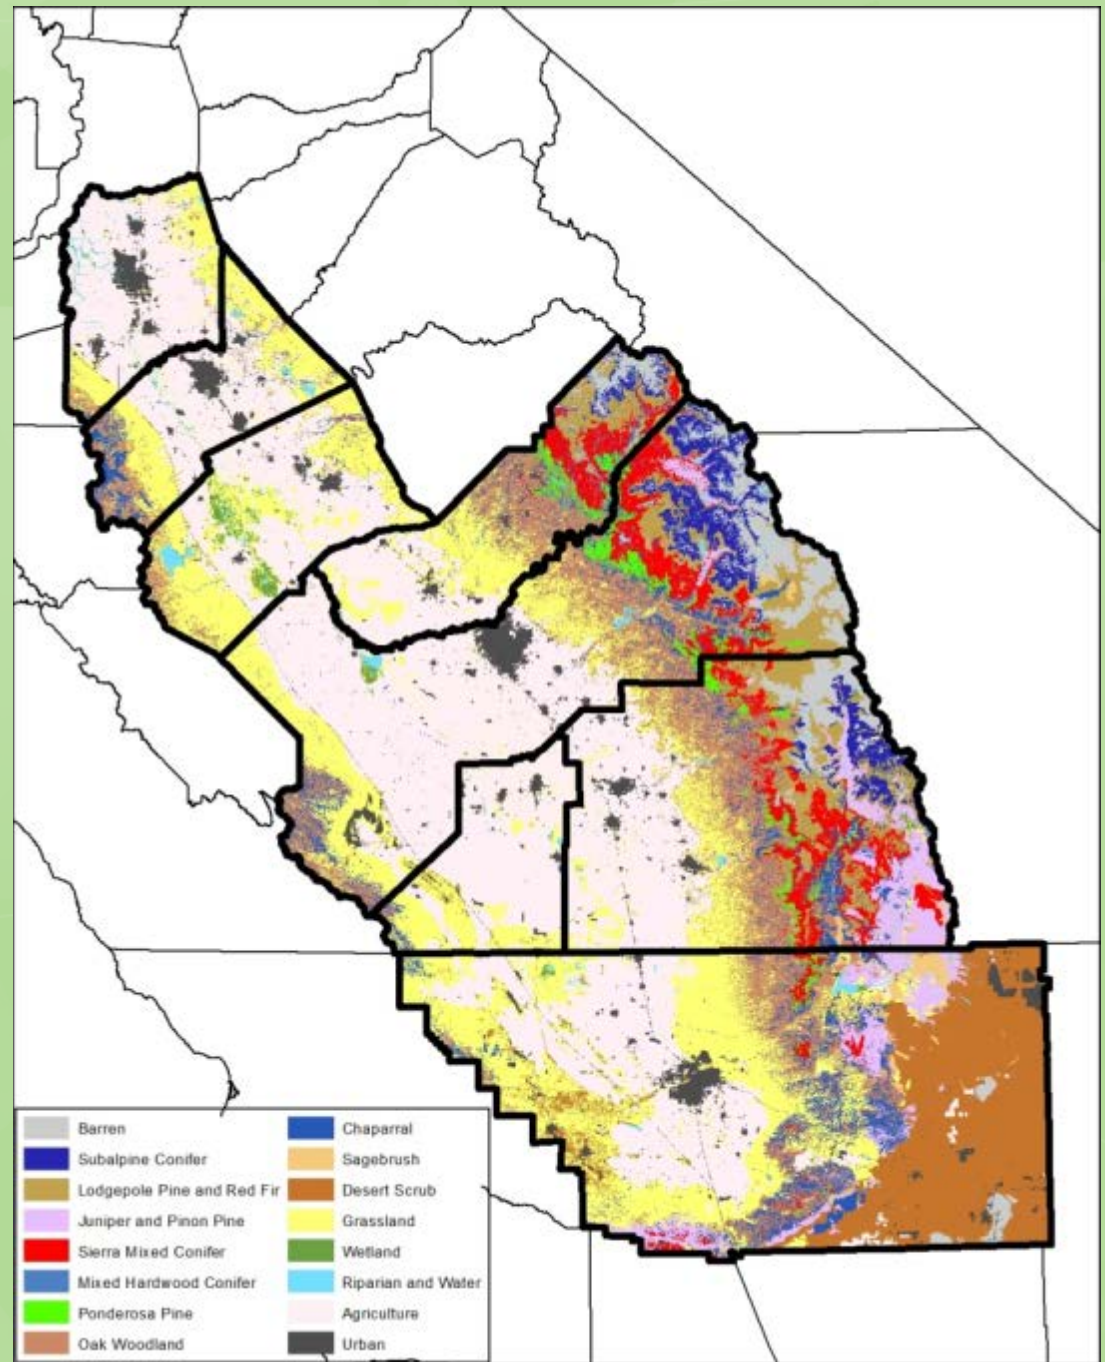 Barren
Subalpine Conifer
Lodgepole Pine and Red Fir
Juniper and Pinon Pine
Sierra Mixed Conifer
Mixed Hardwood Conifer
Ponderosa Pine
Oak Woodland
Chaparral
Sagebrush
Desert Scrub
Grassland
Wetland
Riparian and Water
Agriculture
Urban